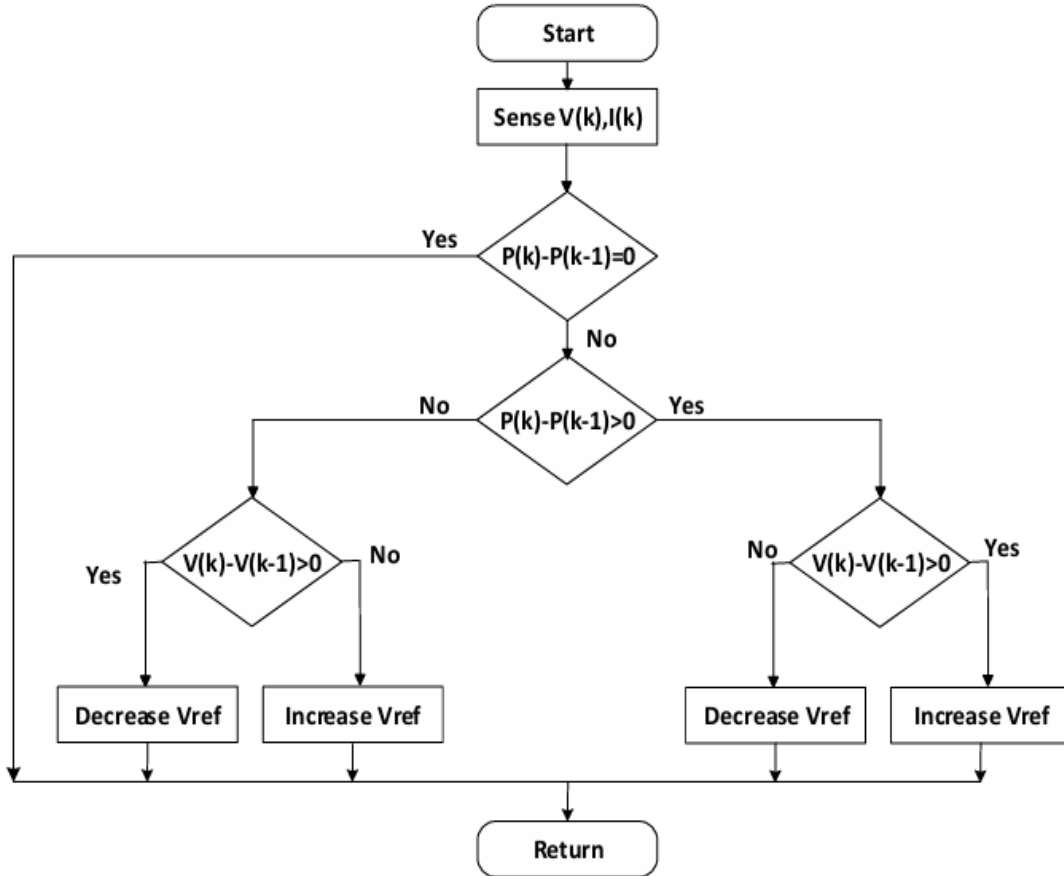 Start
Sense V(k),I(k)
Yes
P(k)-P(k-1)=0
No
No
P(k)-P(k-1)>0
Yes
Yes
V(k)-V(k-1)>0
No
No
V(k)-V(k-1)>0
Yes
Decrease Vref
Increase Vref
Decrease Vref
Increase Vref
Return